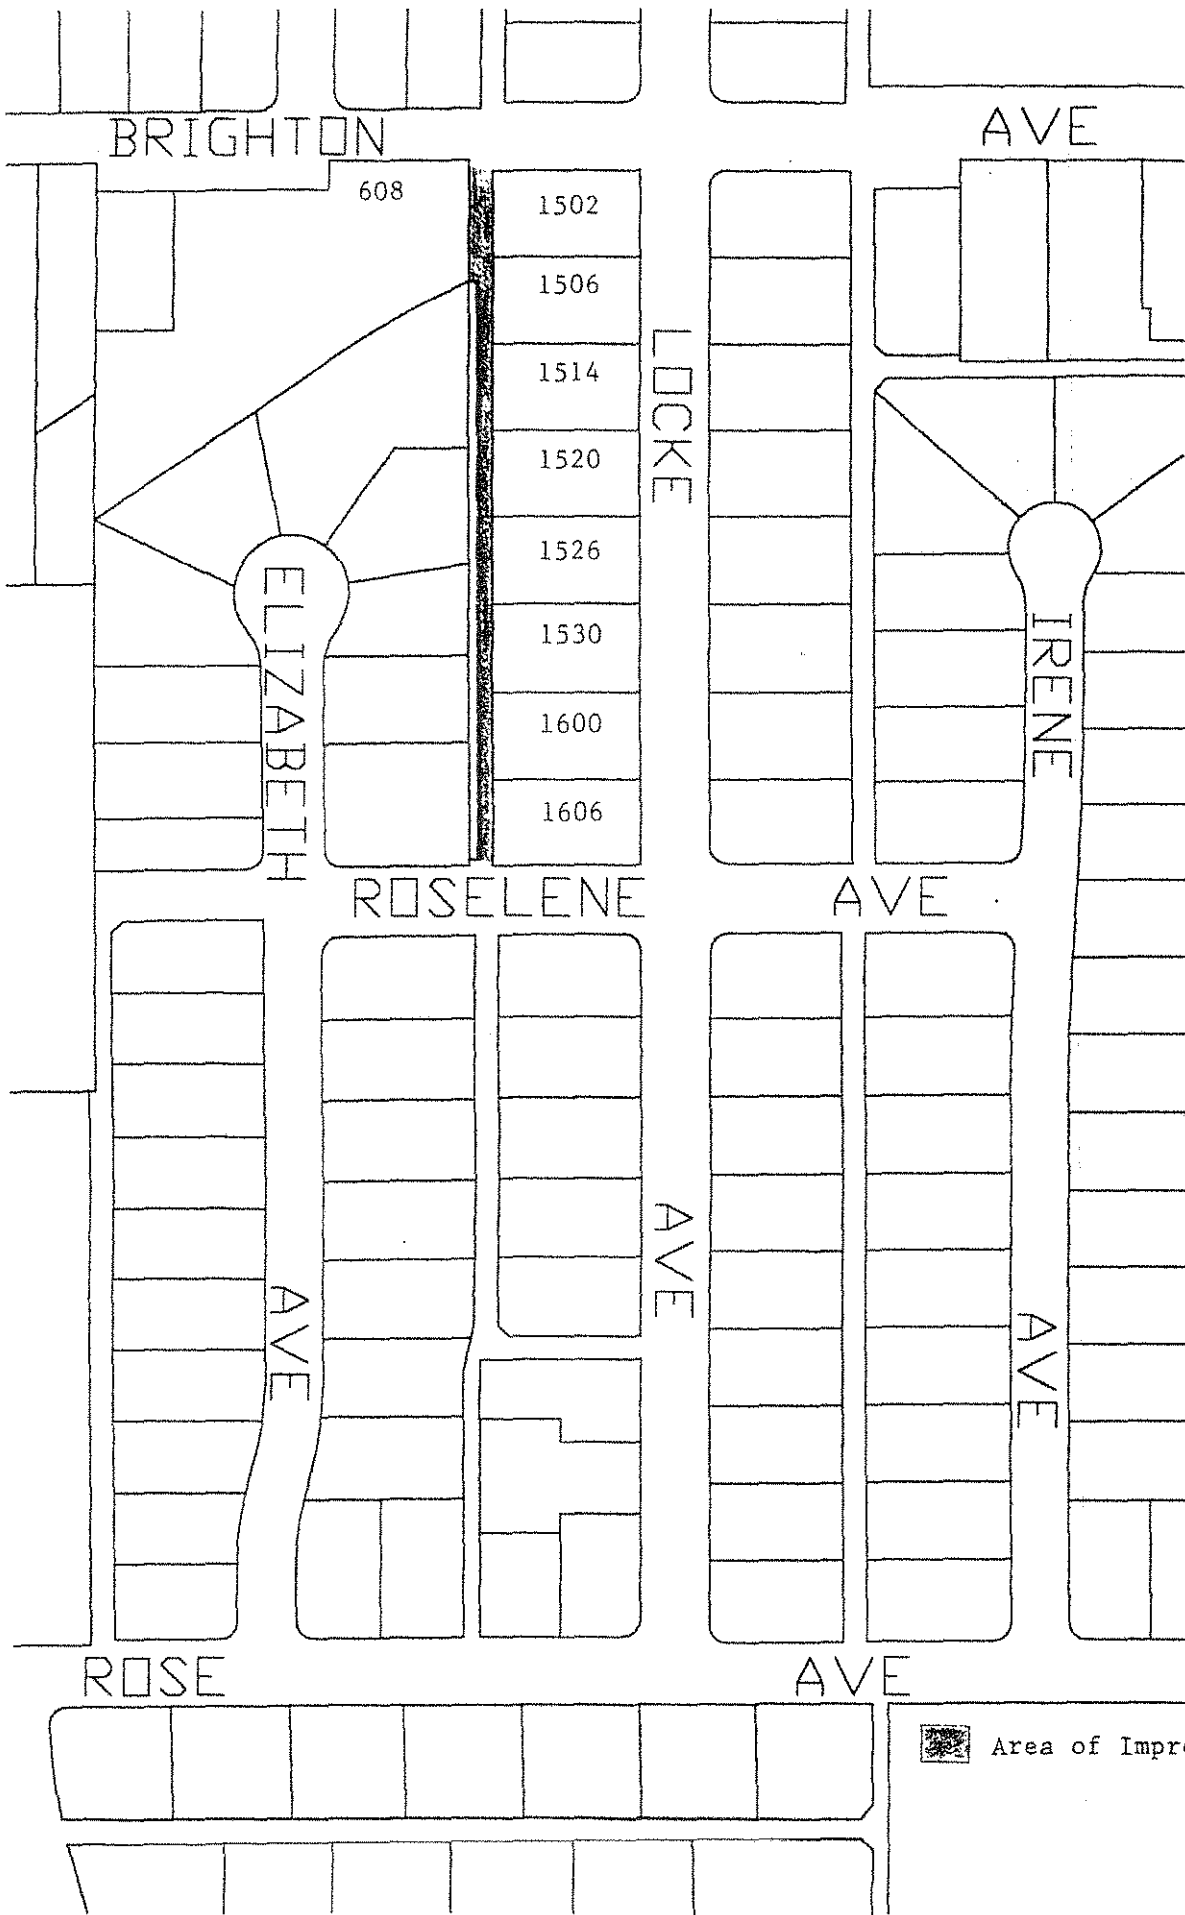 BRIGHTON AVE
608
1502
1506
1514
1520
1526
1530
1600
1606
LOCKE AVE
ELIZABETH AVE
IRENE AVE
ROSELENE AVE
ROSE AVE
Area of Impr